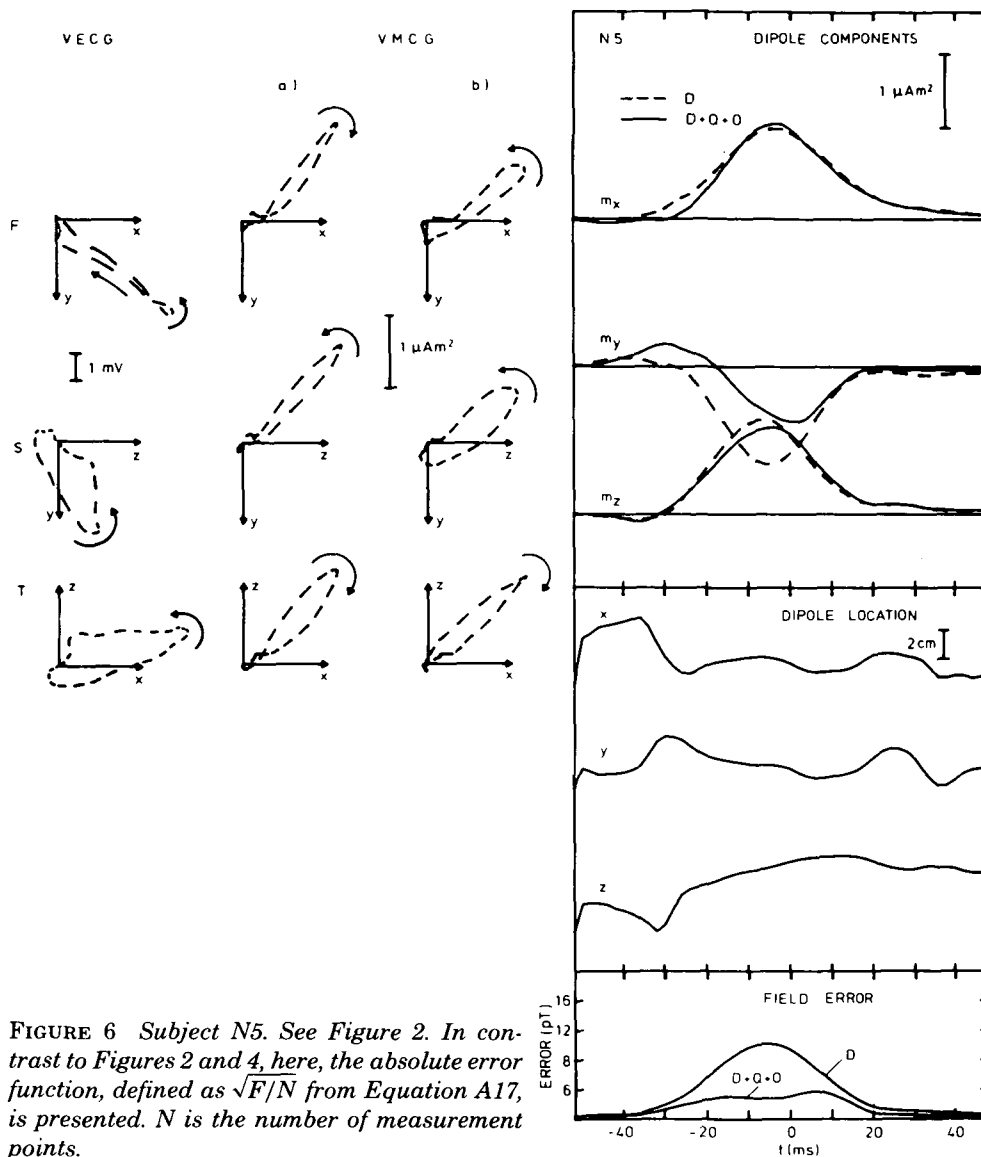 VECG
VMCG
a)
b)
F
x
y
x
y
x
y
1 mV
1 μAm²
S
z
y
z
y
z
y
T
z
x
z
x
z
x
N5
DIPOLE COMPONENTS
1 μAm²
D
D+Q+O
mx
my
mz
DIPOLE LOCATION
x
2 cm
y
z
FIELD ERROR
ERROR (pT)
16
12
8
6
D
D+Q+O
-40
-20
0
20
40
t(ms)
FIGURE 6 Subject N5. See Figure 2. In con-
trast to Figures 2 and 4, here, the absolute error
function, defined as √F/N from Equation A17,
is presented. N is the number of measurement
points.